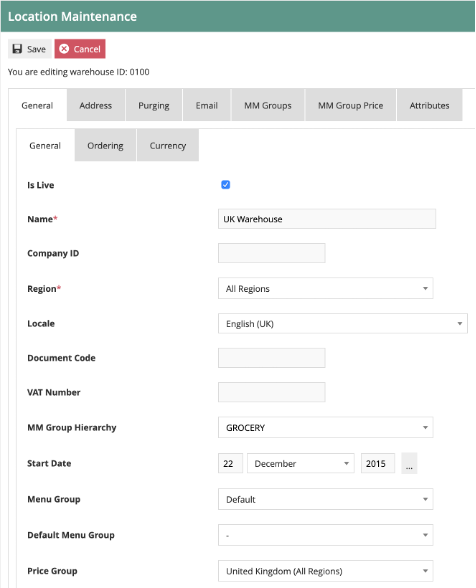 Location Maintenance
Save Cancel
You are editing warehouse ID: 0100
General Address Purging Email MM Groups MM Group Price Attributes
General Ordering Currency
Is Live
Name* UK Warehouse
Company ID
Region* All Regions
Locale English (UK)
Document Code
VAT Number
MM Group Hierarchy GROCERY
Start Date 22 December 2015 ...
Menu Group Default
Default Menu Group -
Price Group United Kingdom (All Regions)